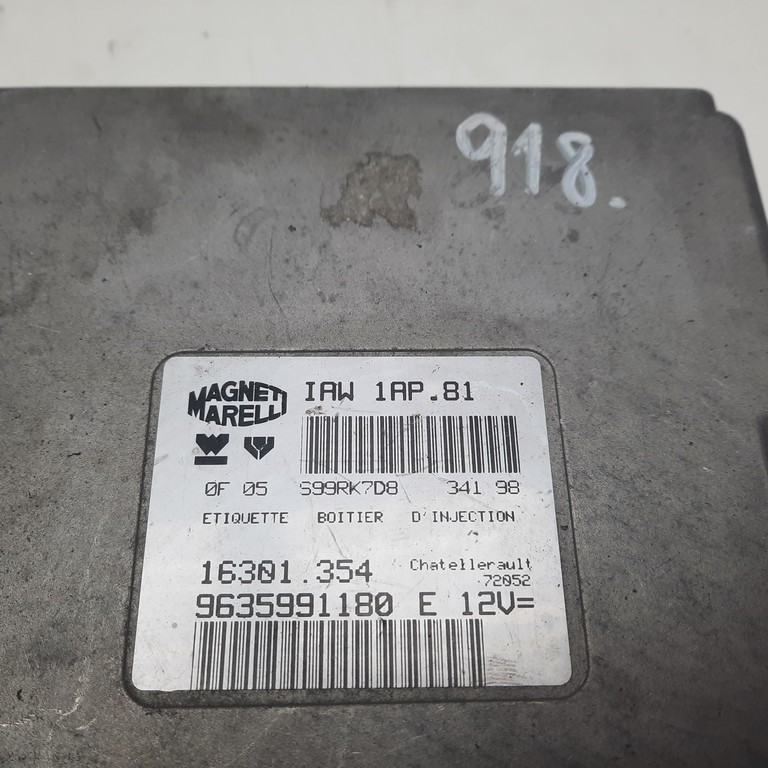 918.
MAGNETI
MARELLI
IAW 1AP.81
0F 05 S99RK7D8 341 98
ETIQUETTE BOITIER D'INJECTION
16301.354 Chatellerault
72052
9635991180 E 12V=